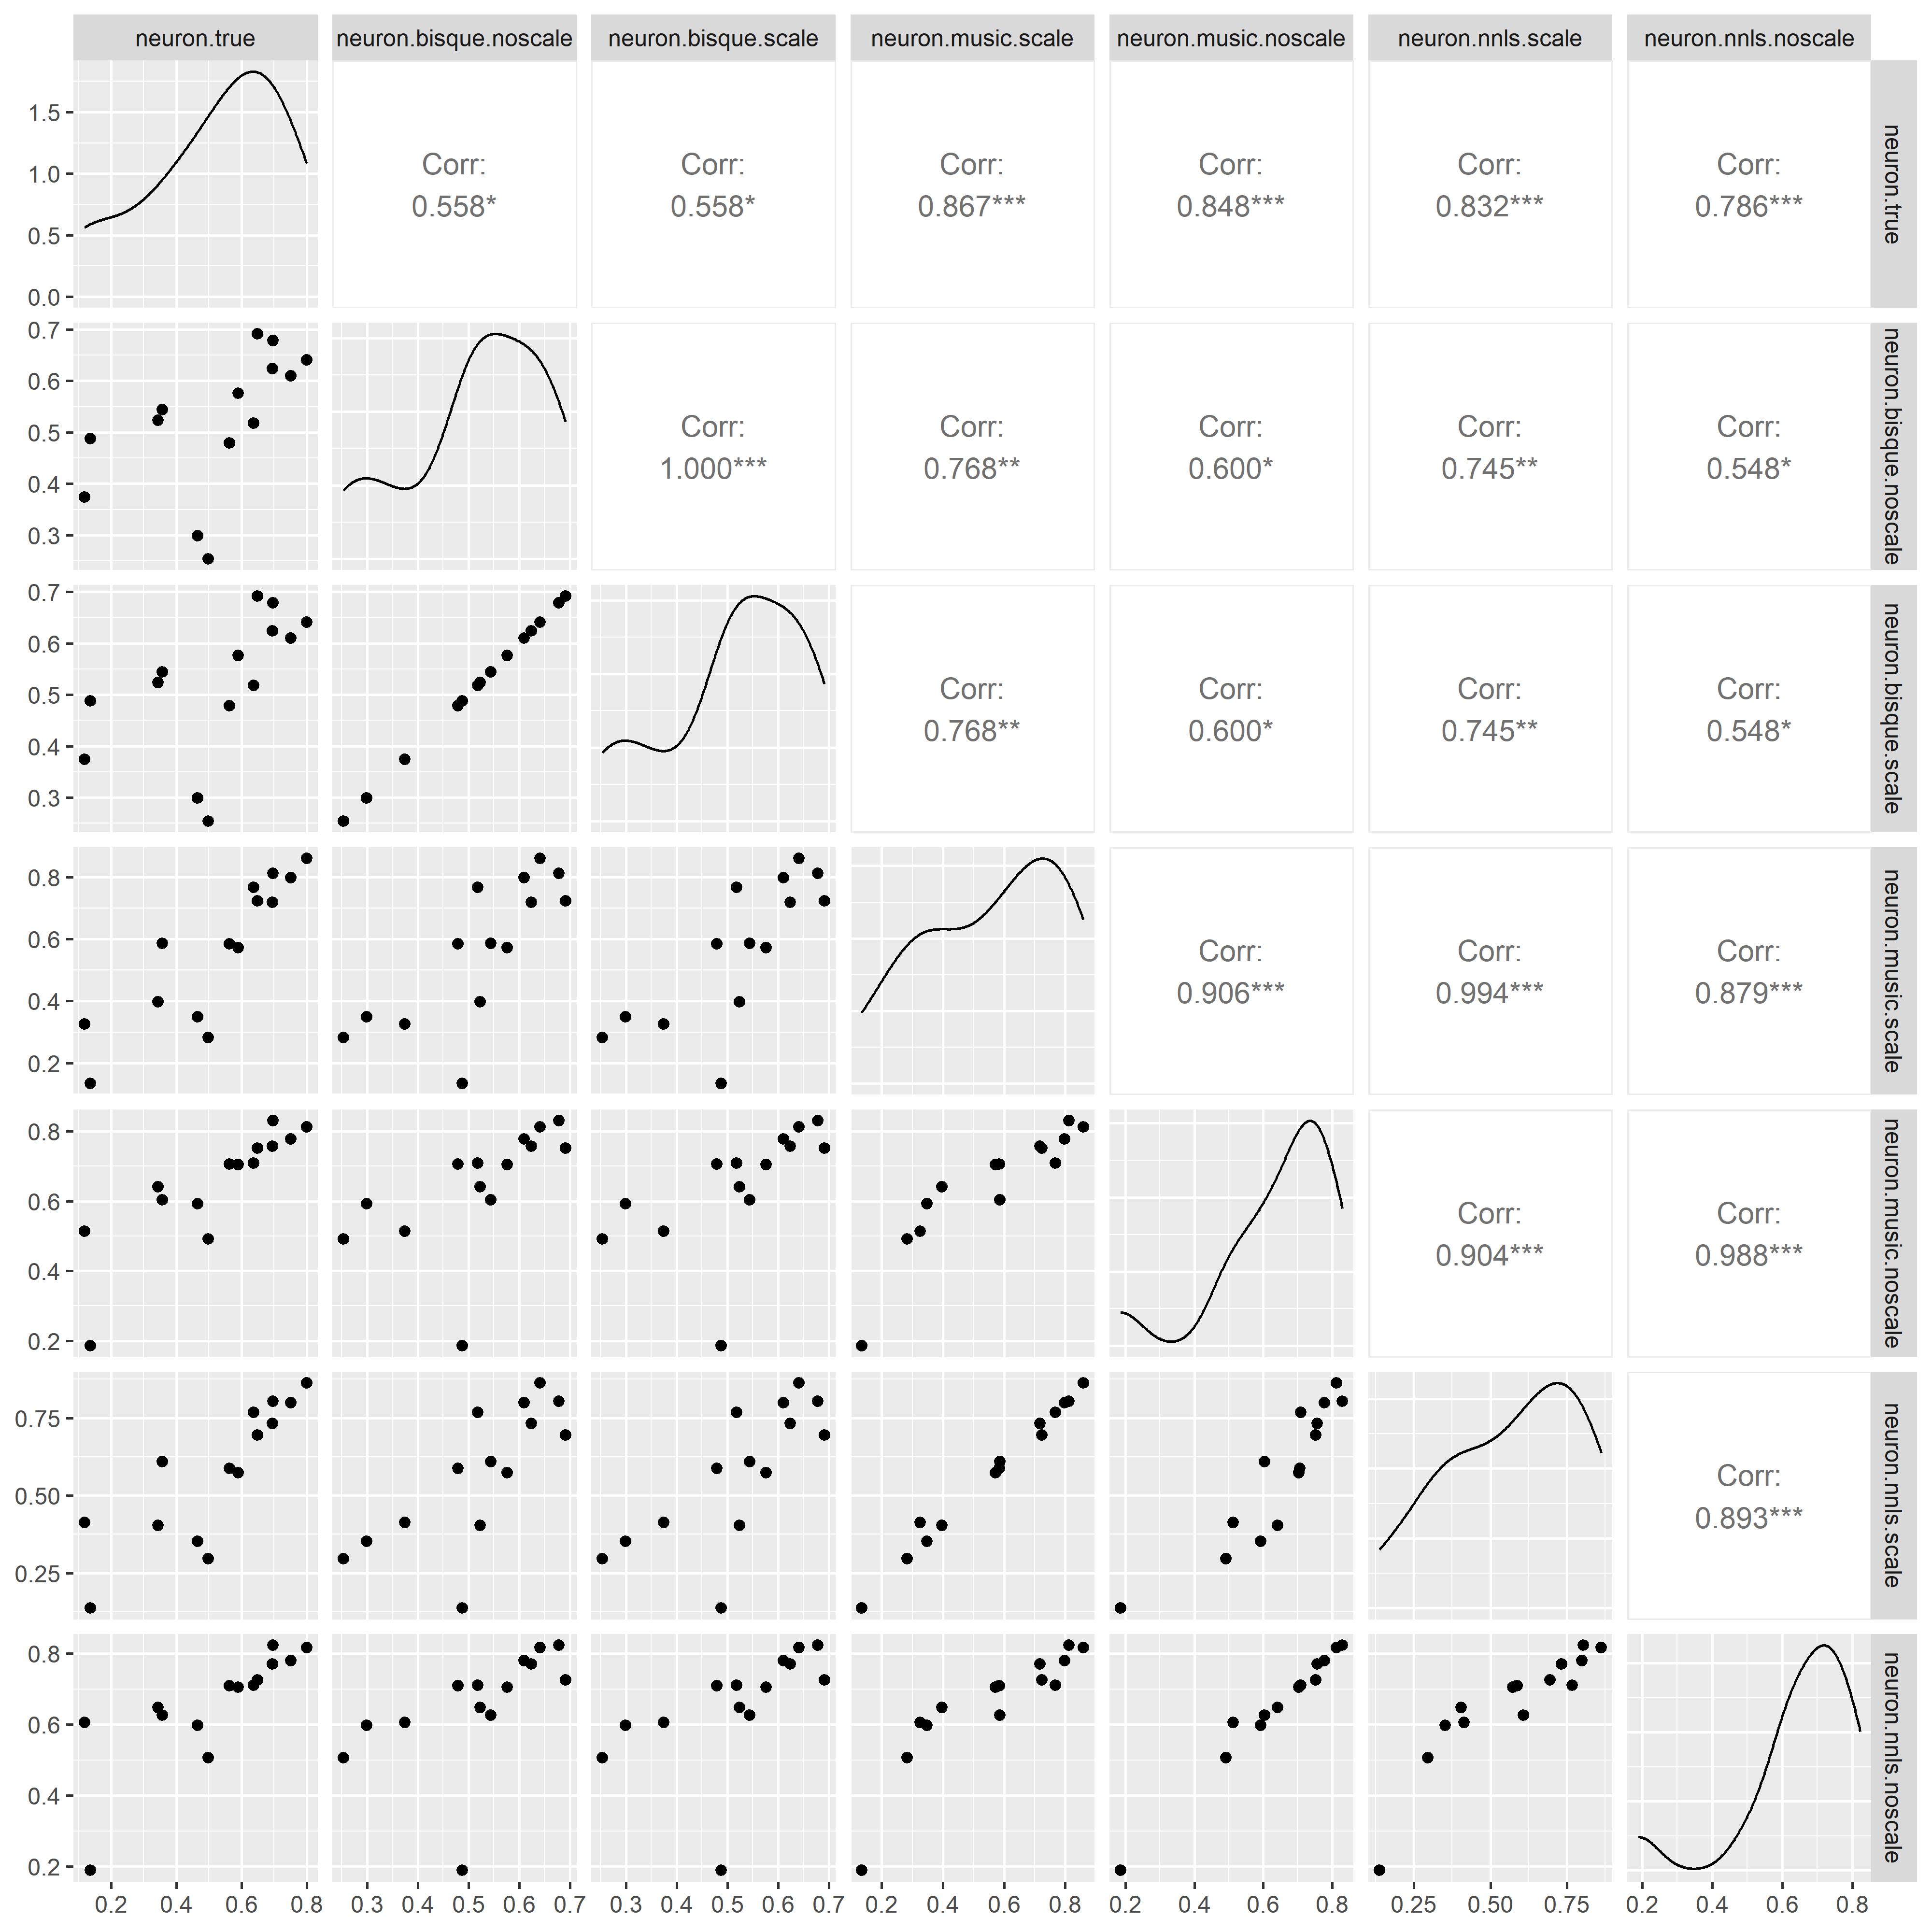 neuron.true neuron.bisque.noscale neuron.bisque.scale neuron.music.scale neuron.music.noscale neuron.nnls.scale neuron.nnls.noscale
1.5
1.0
0.5
0.0
Corr: Corr: Corr: Corr: Corr: Corr:
0.558* 0.558* 0.867*** 0.848*** 0.832*** 0.786***
neuron.true
0.7
0.6
0.5
0.4
0.3
Corr: Corr: Corr: Corr: Corr:
1.000*** 0.768** 0.600* 0.745** 0.548*
neuron.bisque.noscale
0.7
0.6
0.5
0.4
0.3
Corr: Corr: Corr: Corr:
0.768** 0.600* 0.745** 0.548*
neuron.bisque.scale
0.8
0.6
0.4
0.2
Corr: Corr: Corr:
0.906*** 0.994*** 0.879***
neuron.music.scale
0.8
0.6
0.4
0.2
Corr: Corr:
0.904*** 0.988***
neuron.music.noscale
0.75
0.50
0.25
Corr:
0.893***
neuron.nnls.scale
0.8
0.6
0.4
0.2
neuron.nnls.noscale
0.2 0.4 0.6 0.8 0.3 0.4 0.5 0.6 0.7 0.3 0.4 0.5 0.6 0.7 0.2 0.4 0.6 0.8 0.2 0.4 0.6 0.8 0.25 0.50 0.75 0.2 0.4 0.6 0.8